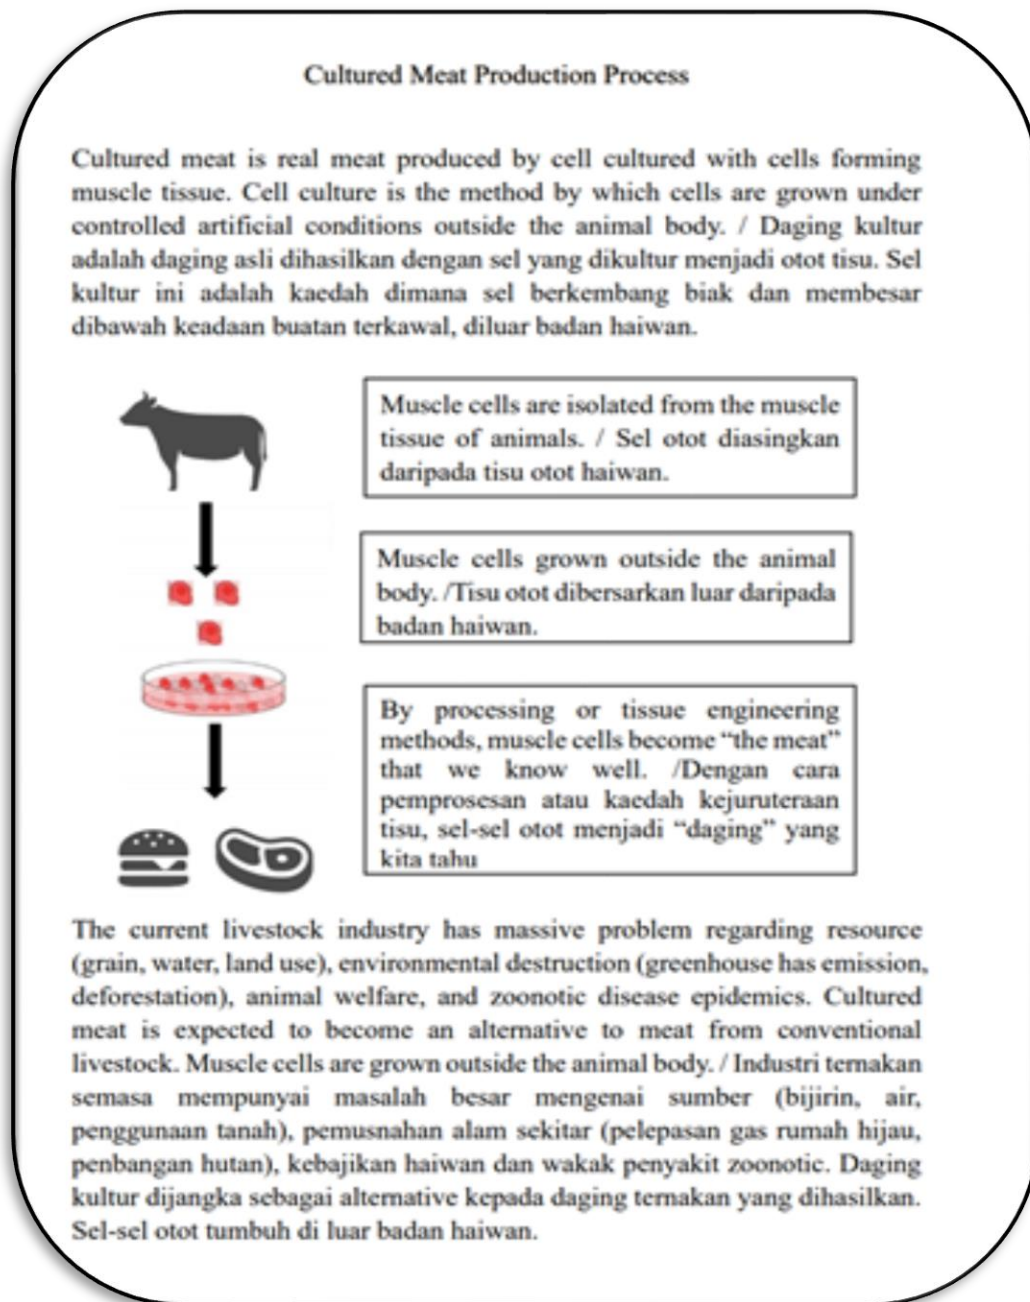 Cultured Meat Production Process
Cultured meat is real meat produced by cell cultured with cells forming
muscle tissue. Cell culture is the method by which cells are grown under
controlled artificial conditions outside the animal body. / Daging kultur
adalah daging asli dihasilkan dengan sel yang dikultur menjadi otot tisu. Sel
kultur ini adalah kaedah dimana sel berkembang biak dan membesar
dibawah keadaan buatan terkawal, diluar badan haiwan.
Muscle cells are isolated from the muscle
tissue of animals. / Sel otot diasingkan
daripada tisu otot haiwan.
Muscle cells grown outside the animal
body. /Tisu otot dibersarkan luar daripada
badan haiwan.
By processing or tissue engineering
methods, muscle cells become “the meat”
that we know well. /Dengan cara
pemprosesan atau kaedah kejuruteraan
tisu, sel-sel otot menjadi “daging” yang
kita tahu
The current livestock industry has massive problem regarding resource
(grain, water, land use), environmental destruction (greenhouse has emission,
deforestation), animal welfare, and zoonotic disease epidemics. Cultured
meat is expected to become an alternative to meat from conventional
livestock. Muscle cells are grown outside the animal body. / Industri ternakan
semasa mempunyai masalah besar mengenai sumber (bijirin, air,
penggunaan tanah), pemusnahan alam sekitar (pelepasan gas rumah hijau,
penbangan hutan), kebajikan haiwan dan wakak penyakit zoonotic. Daging
kultur dijangka sebagai alternative kepada daging ternakan yang dihasilkan.
Sel-sel otot tumbuh di luar badan haiwan.